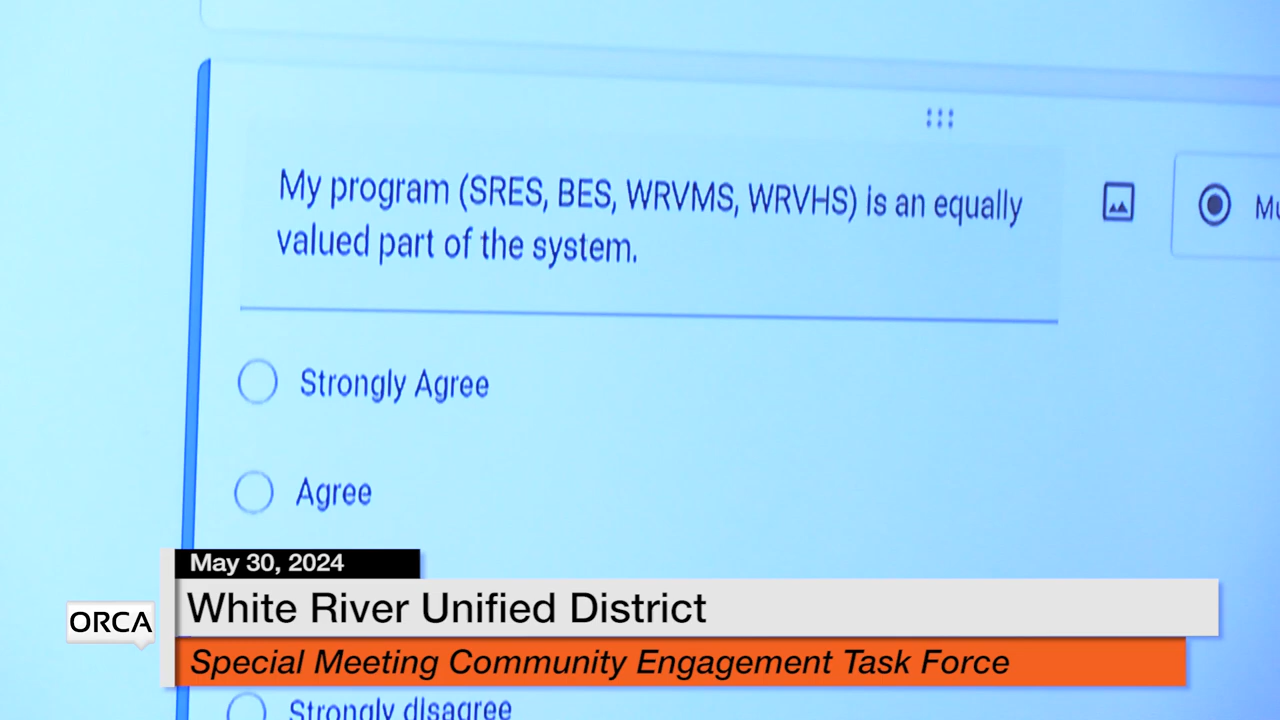 My program (SRES, BES, WRVMS, WRVHS) is an equally
valued part of the system.
Strongly Agree
Agree
May 30, 2024
White River Unified District
ORCA
Special Meeting Community Engagement Task Force
Strongly disagree